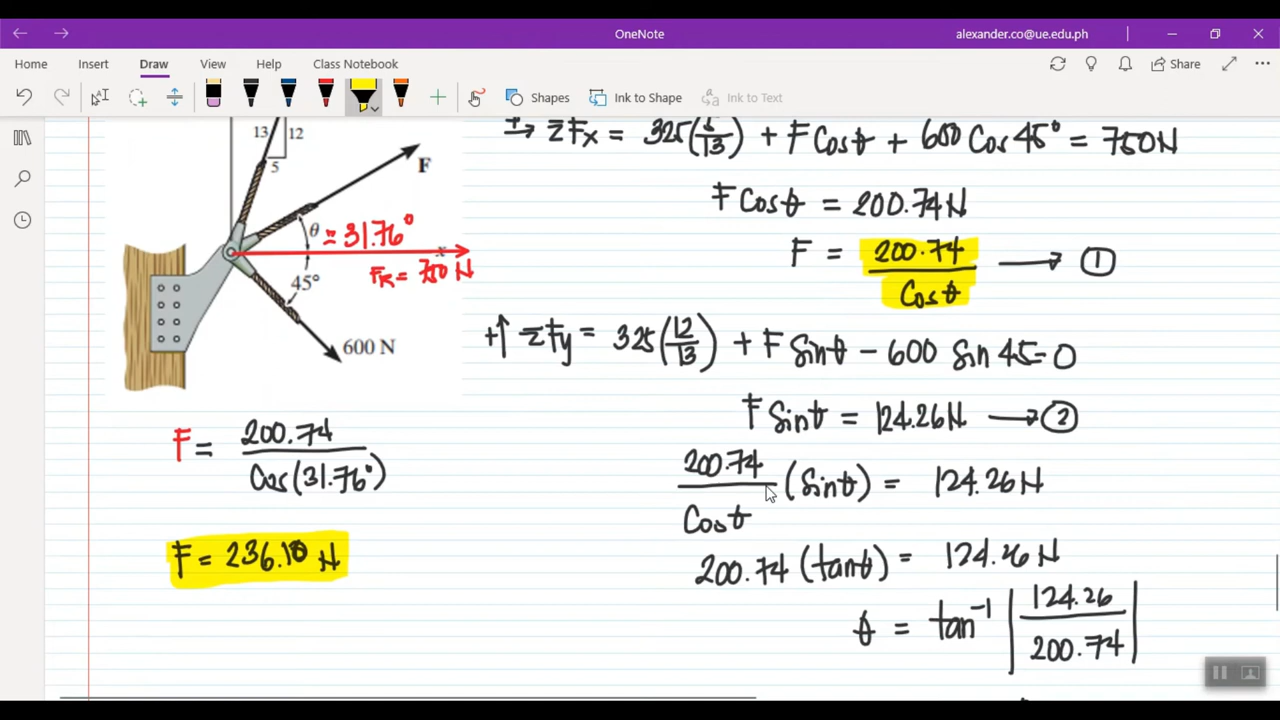 OneNote
alexander.co@ue.edu.ph
Home Insert Draw View Help Class Notebook
Share
Shapes
Ink to Shape
Ink to Text
13 12
5
F
θ = 31.76°
x
FR = 750 N
45°
600 N
F = 200.74 / Cos(31.76°)
F = 236.10 N
+→ ΣFx = 325(5/13) + F Cosθ + 600 Cos 45° = 750N
F Cosθ = 200.74N
F = 200.74 / Cosθ → ①
+↑ ΣFy = 325(12/13) + F Sinθ - 600 Sin 45 = 0
F Sinθ = 124.26N → ②
200.74 / Cosθ (Sinθ) = 124.26N
200.74 (tanθ) = 124.26 N
θ = tan⁻¹ | 124.26 / 200.74 |